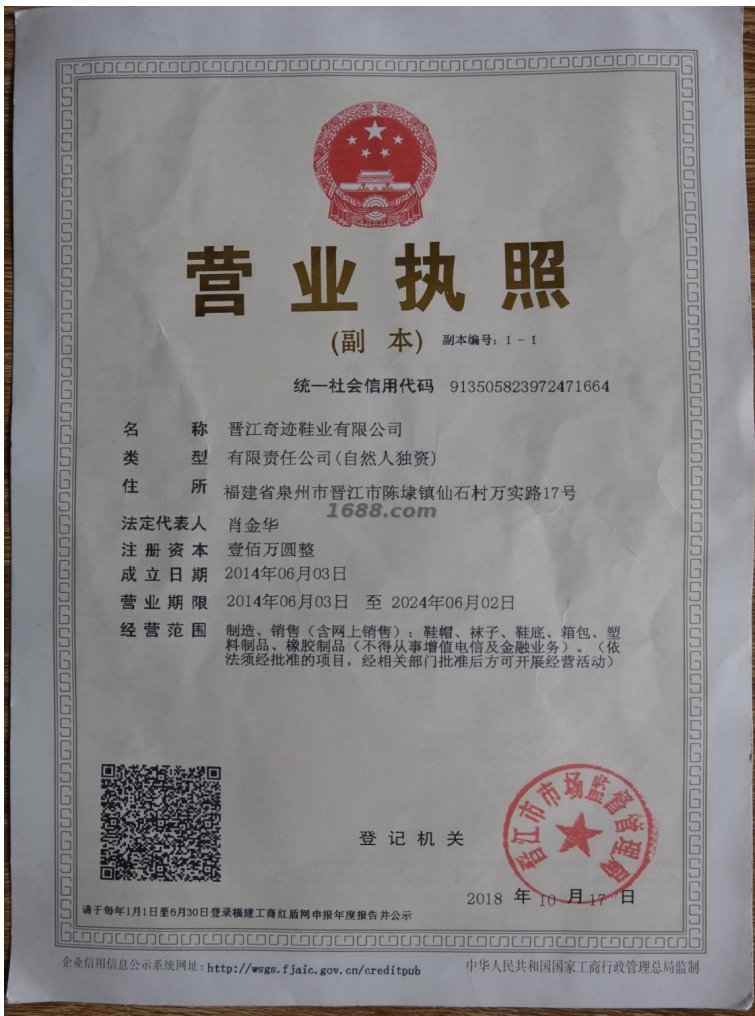 营业执照
(副 本) 副本编号: 1 - 1
统一社会信用代码 913505823972471664
名 称 晋江奇迹鞋业有限公司
类 型 有限责任公司(自然人独资)
住 所 福建省泉州市晋江市陈埭镇仙石村万实路17号
1688.com
法定代表人 肖金华
注册资本 壹佰万圆整
成立日期 2014年06月03日
营业期限 2014年06月03日 至 2024年06月02日
经营范围 制造、销售（含网上销售）：鞋帽、袜子、鞋底、箱包、塑
料制品、橡胶制品（不得从事增值电信及金融业务）。（依
法须经批准的项目，经相关部门批准后方可开展经营活动）
晋江市市场监督管理局
登记机关
2018 年 10 月 17 日
请于每年1月1日至6月30日登录福建工商红盾网申报年度报告并公示
企业信用信息公示系统网址: http://wsgs.fjaic.gov.cn/creditpub 中华人民共和国国家工商行政管理总局监制